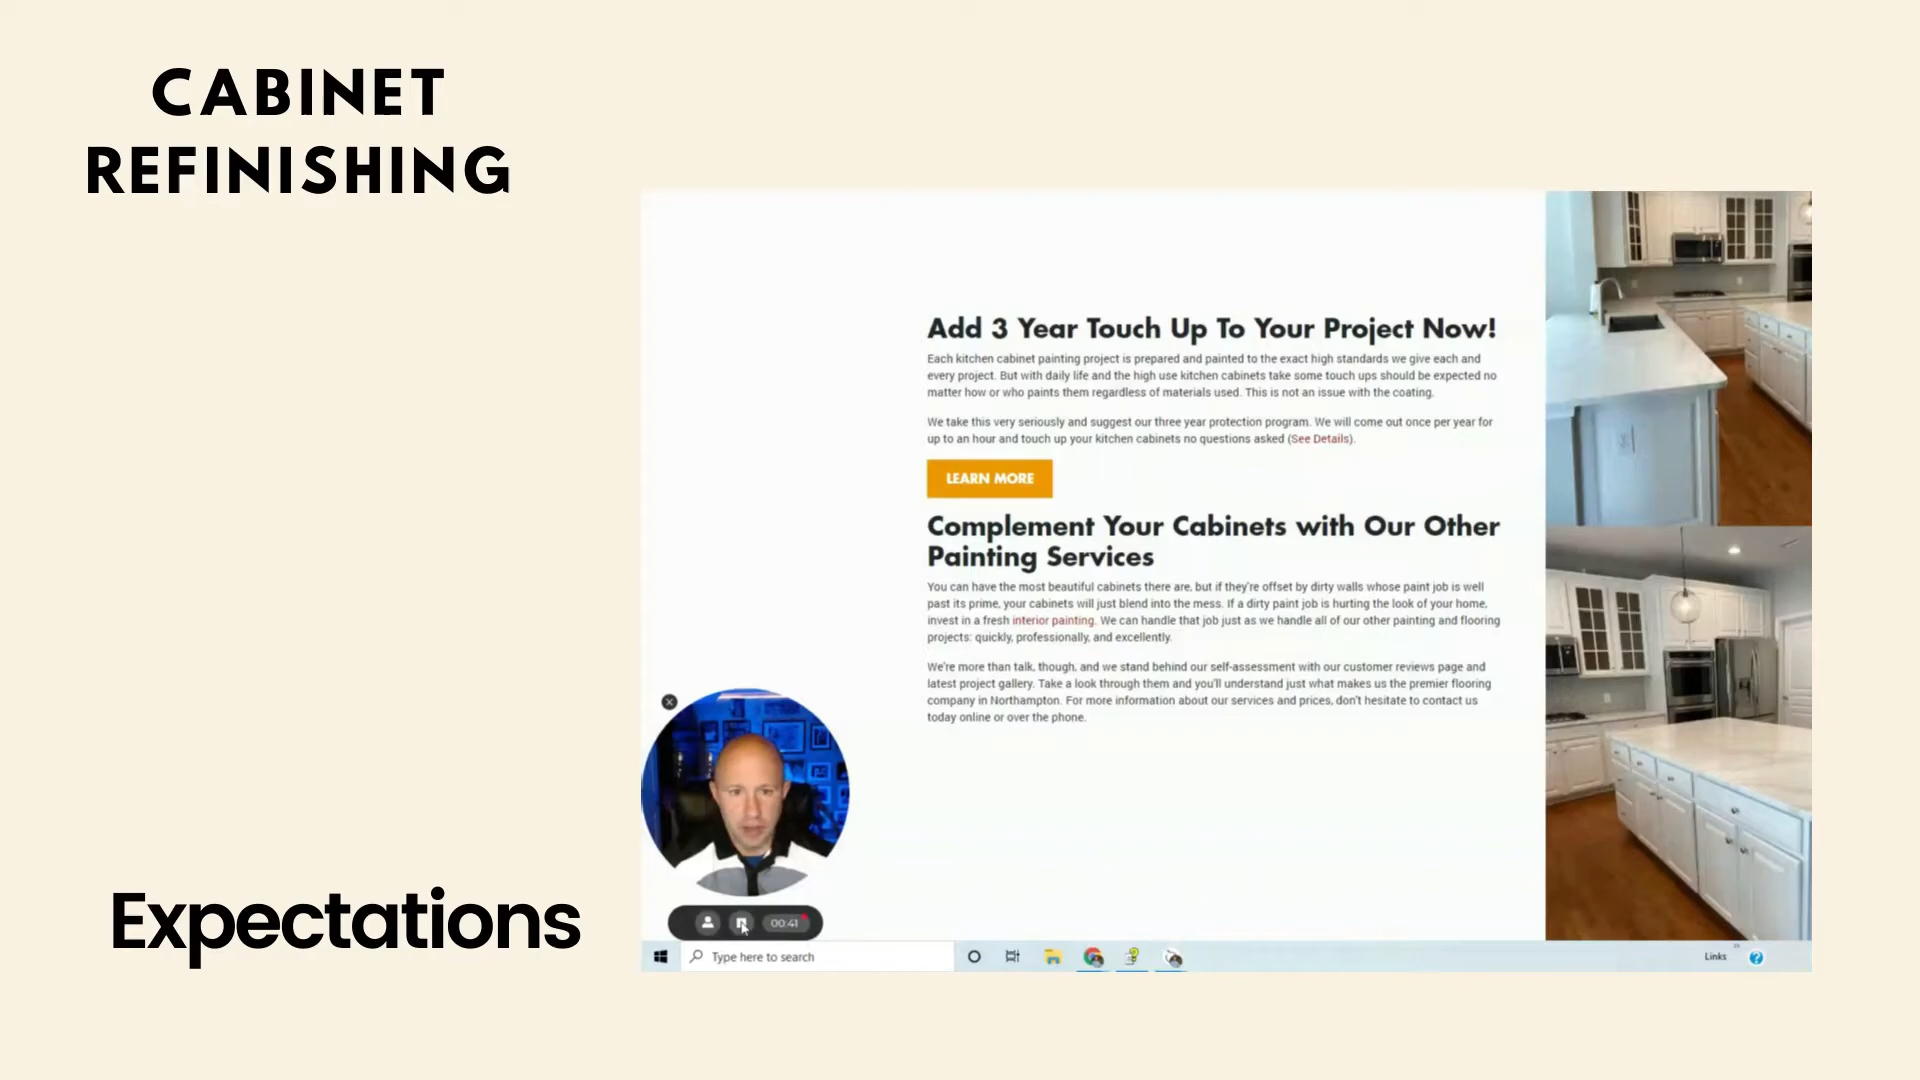 CABINET
REFINISHING
Add 3 Year Touch Up To Your Project Now!
Each kitchen cabinet painting project is prepared and painted to the exact high standards we give each and
every project. But with daily life and the high use kitchen cabinets take some touch ups should be expected no
matter how or who paints them regardless of materials used. This is not an issue with the coating.
We take this very seriously and suggest our three year protection program. We will come out once per year for
up to an hour and touch up your kitchen cabinets no questions asked (See Details).
LEARN MORE
Complement Your Cabinets with Our Other
Painting Services
You can have the most beautiful cabinets there are, but if they're offset by dirty walls whose paint job is well
past its prime, your cabinets will just blend into the mess. If a dirty paint job is hurting the look of your home,
invest in a fresh interior painting. We can handle that job just as we handle all of our other painting and flooring
projects: quickly, professionally, and excellently.
We're more than talk, though, and we stand behind our self-assessment with our customer reviews page and
latest project gallery. Take a look through them and you'll understand just what makes us the premier flooring
company in Northampton. For more information about our services and prices, don't hesitate to contact us
today online or over the phone.
Expectations
00:41
Type here to search
Links